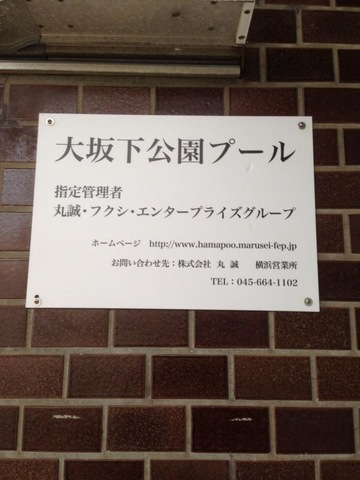 大坂下公園プール
指定管理者
丸誠・フクシ・エンタープライズグループ
ホームページ http://www.hamapoo.marusei-fep.jp
お問い合わせ先：株式会社 丸 誠 横浜営業所
TEL：045-664-1102